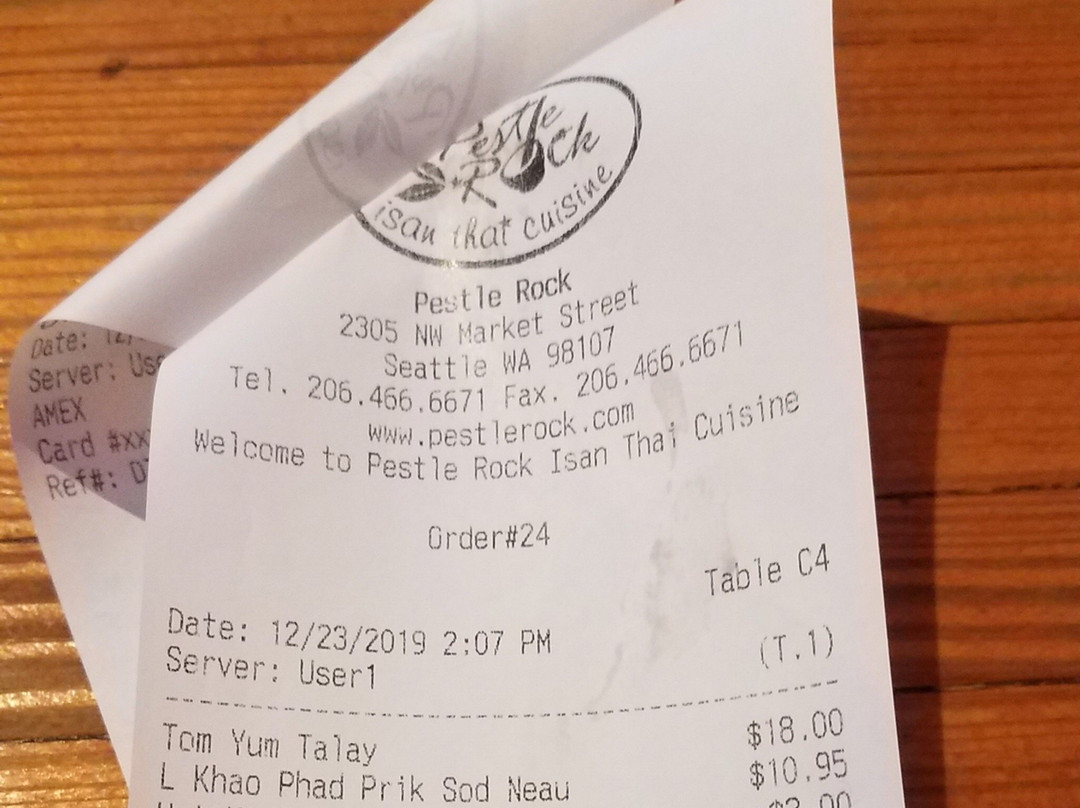 Pestle
Rock
isan thai cuisine
Pestle Rock
2305 NW Market Street
Seattle WA 98107
Tel. 206.466.6671 Fax. 206.466.6671
www.pestlerock.com
Welcome to Pestle Rock Isan Thai Cuisine
Order#24
Table C4
Date: 12/23/2019 2:07 PM
(T.1)
Server: User1
Tom Yum Talay $18.00
L Khao Phad Prik Sod Neau $10.95
Date:
Server:
AMEX
Card
Ref#: